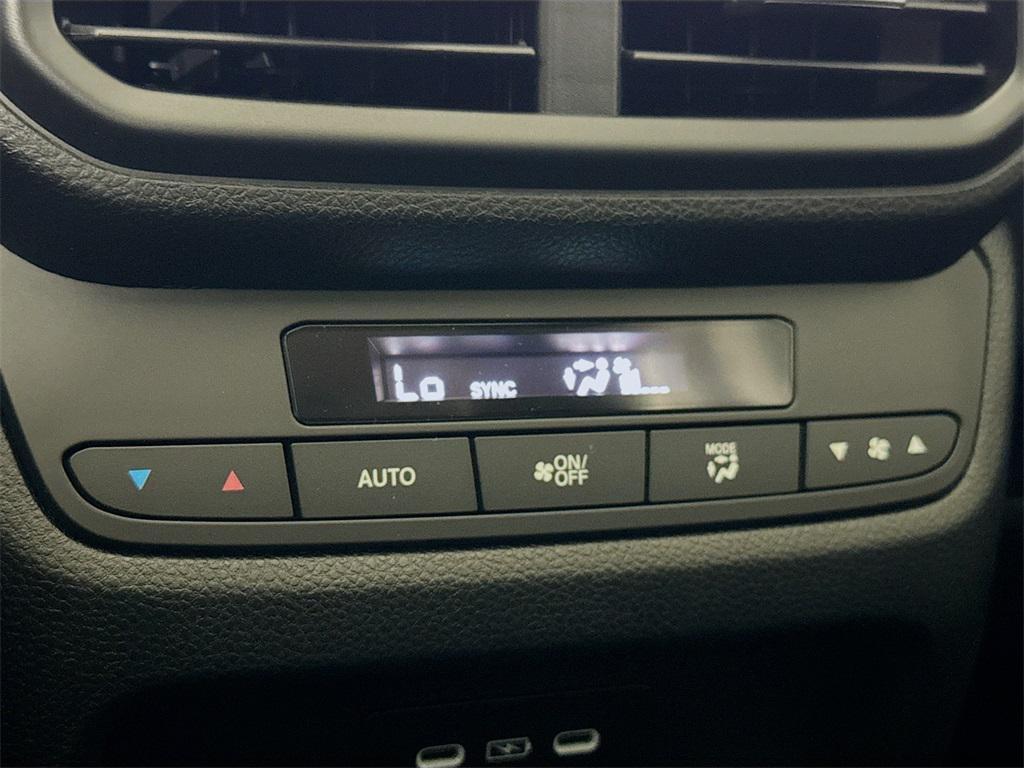 Lo SYNC
AUTO
ON/
OFF
MODE